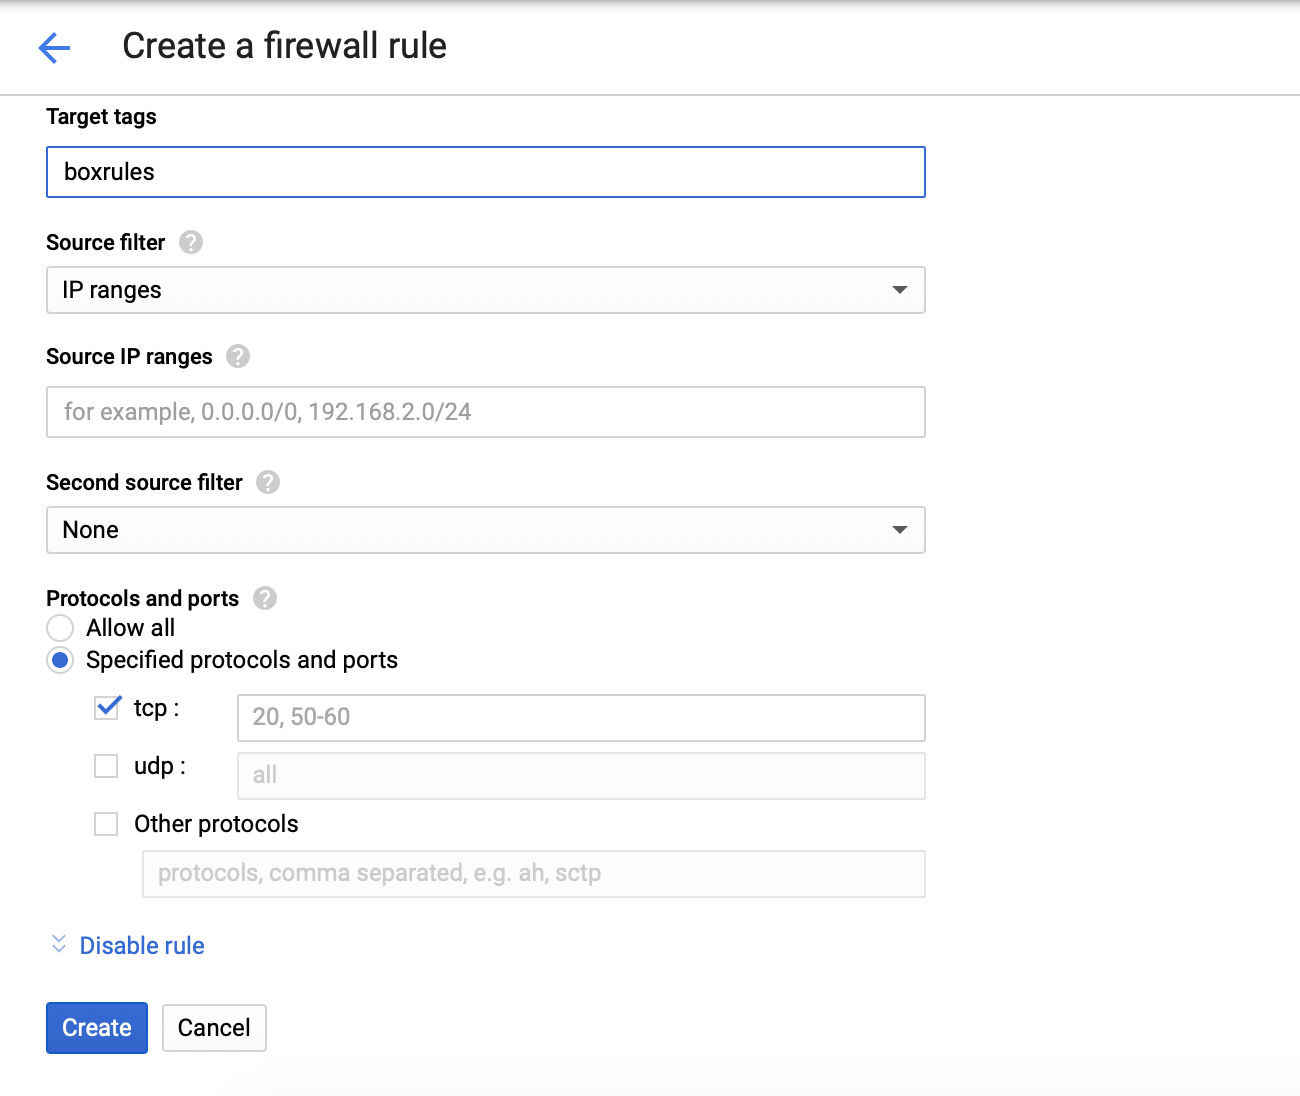 Create a firewall rule
Target tags
boxrules
Source filter ?
IP ranges
Source IP ranges ?
for example, 0.0.0.0/0, 192.168.2.0/24
Second source filter ?
None
Protocols and ports ?
Allow all
Specified protocols and ports
tcp : 20, 50-60
udp : all
Other protocols
protocols, comma separated, e.g. ah, sctp
Disable rule
Create Cancel